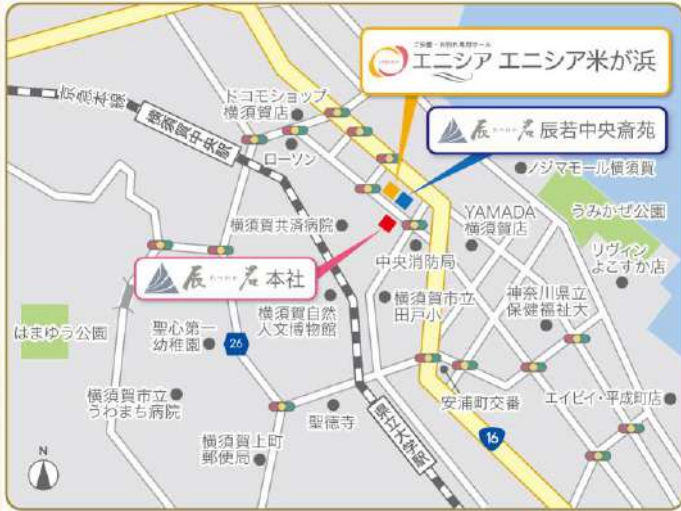 ご安置・お別れ専用ホール
エニシア エニシア米が浜
辰若 辰若中央斎苑
京急本線
横須賀中央駅
ドコモショップ
横須賀店
ローソン
ノジマモール横須賀
うみかぜ公園
横須賀共済病院
YAMADA
横須賀店
中央消防局
リヴィン
よこすか店
辰若 本社
横須賀自然
人文博物館
横須賀市立
田戸小
神奈川県立
保健福祉大
はまゆう公園
聖心第一
幼稚園
26
横須賀市立
うわまち病院
安浦町交番
エイビイ・平成町店
聖徳寺
県立大学駅
横須賀上町
郵便局
16
N